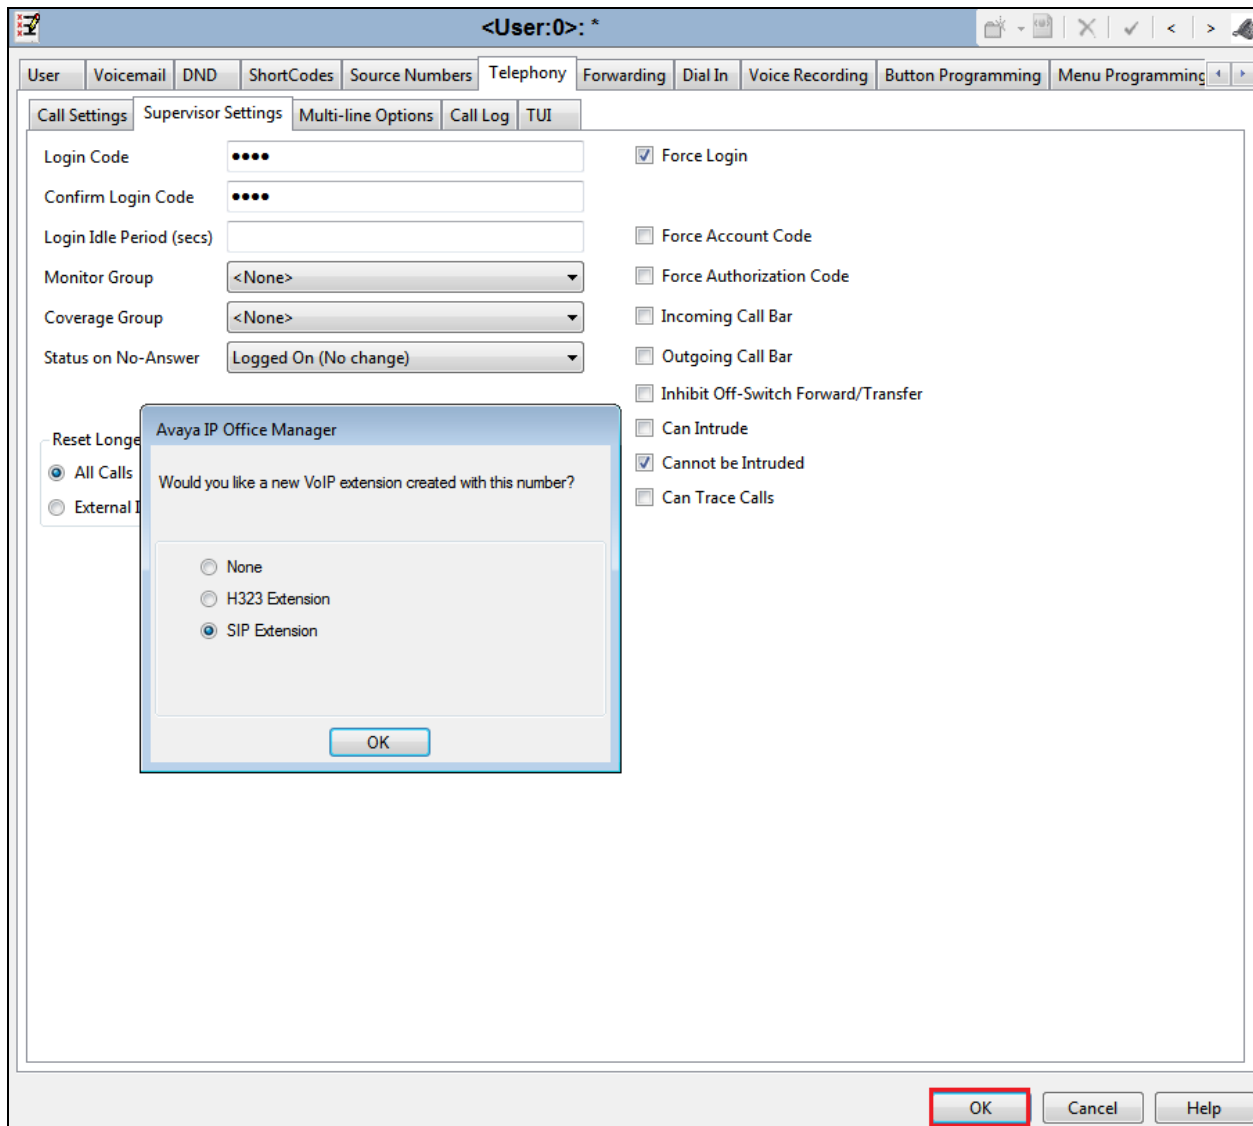 <User:0>: *
User Voicemail DND ShortCodes Source Numbers Telephony Forwarding Dial In Voice Recording Button Programming Menu Programming
Call Settings Supervisor Settings Multi-line Options Call Log TUI
Login Code •••• Force Login
Confirm Login Code ••••
Login Idle Period (secs) Force Account Code
Monitor Group <None> Force Authorization Code
Coverage Group <None> Incoming Call Bar
Status on No-Answer Logged On (No change) Outgoing Call Bar
Inhibit Off-Switch Forward/Transfer
Can Intrude
Cannot be Intruded
Can Trace Calls
Reset Longe
All Calls
External I
Avaya IP Office Manager
Would you like a new VoIP extension created with this number?
None
H323 Extension
SIP Extension
OK
OK Cancel Help